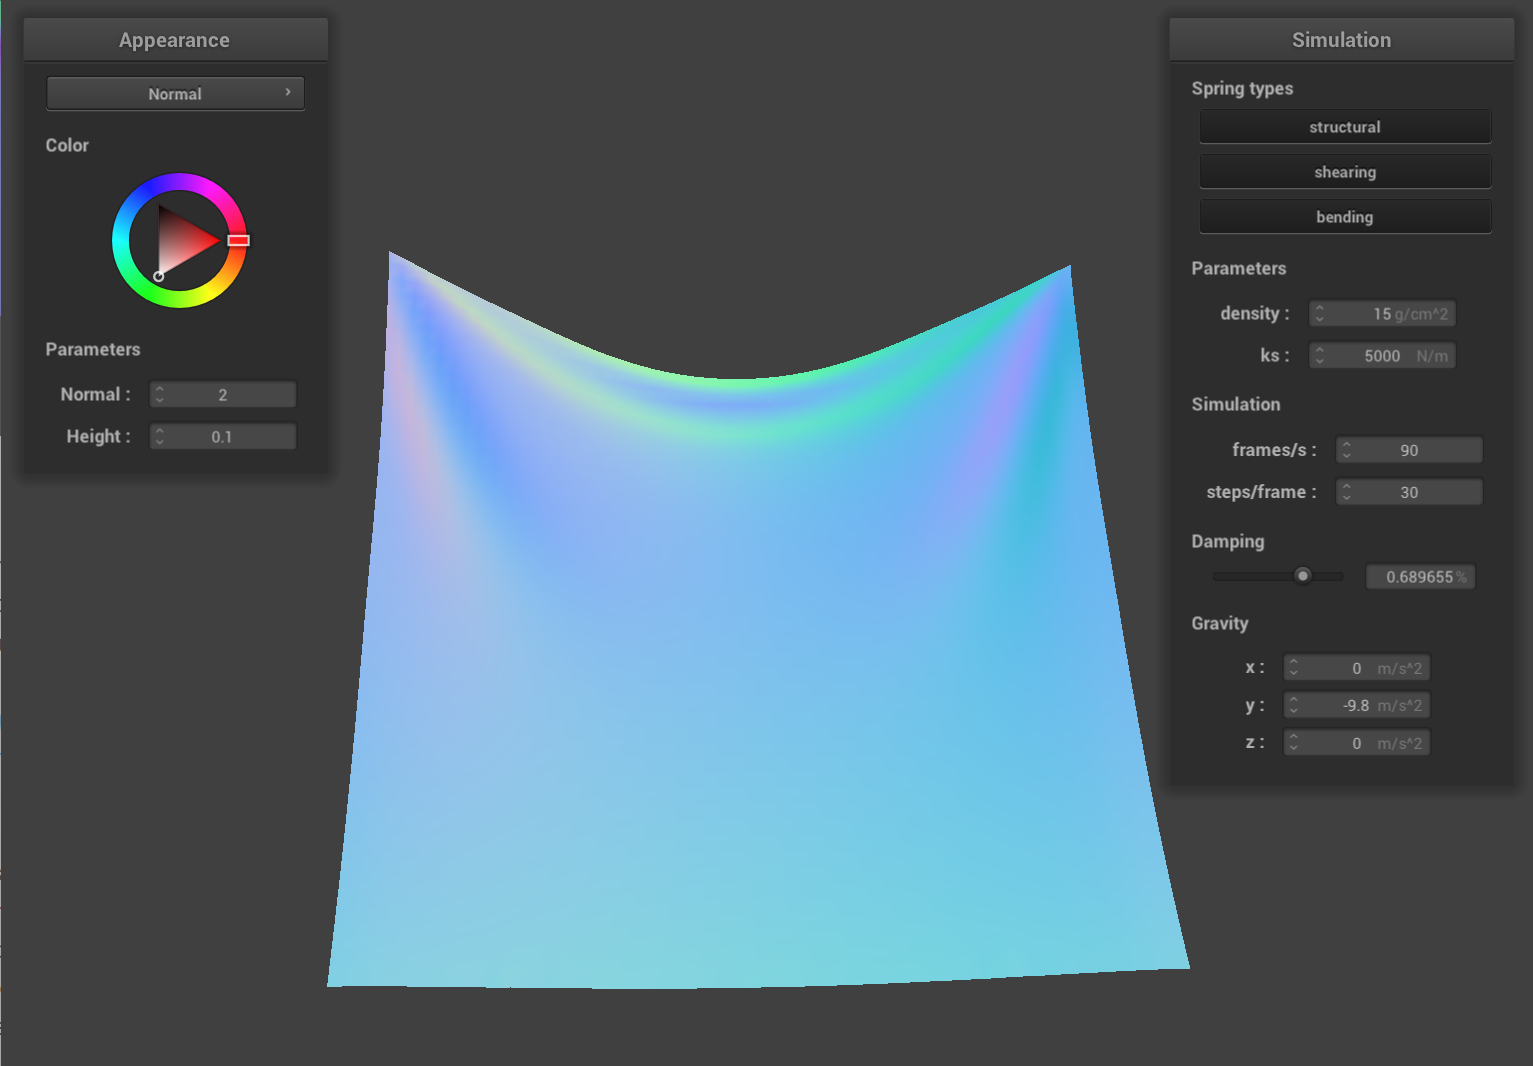 Appearance
Normal
Color
Parameters
Normal : 2
Height : 0.1
Simulation
Spring types
structural
shearing
bending
Parameters
density : 15 g/cm^2
ks : 5000 N/m
Simulation
frames/s : 90
steps/frame : 30
Damping
0.689655 %
Gravity
x : 0 m/s^2
y : -9.8 m/s^2
z : 0 m/s^2